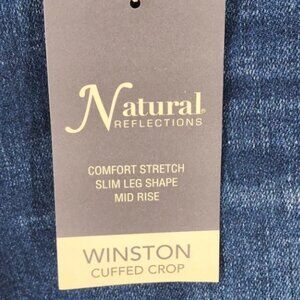 Natural®
REFLECTIONS
COMFORT STRETCH
SLIM LEG SHAPE
MID RISE
WINSTON
CUFFED CROP